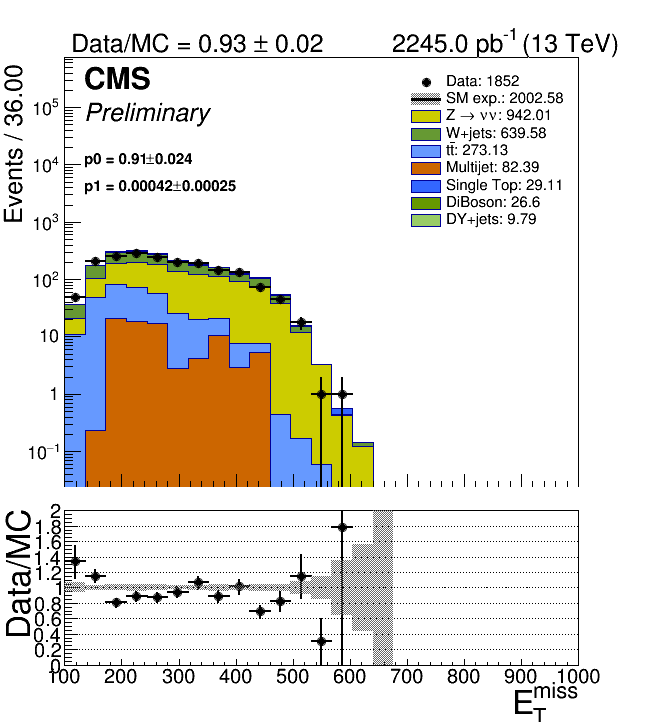 Data/MC = 0.93 ± 0.02 2245.0 pb⁻¹ (13 TeV)
CMS
Preliminary
p0 = 0.91±0.024
p1 = 0.00042±0.00025
Data: 1852
SM exp.: 2002.58
Z → νν: 942.01
W+jets: 639.58
tt̄: 273.13
Multijet: 82.39
Single Top: 29.11
DiBoson: 26.6
DY+jets: 9.79
Events / 36.00
10⁵
10⁴
10³
10²
10
1
10⁻¹
Data/MC
2
1.8
1.6
1.4
1.2
1
0.8
0.6
0.4
0.2
0
100 200 300 400 500 600 700 800 900 1000
E_T^miss